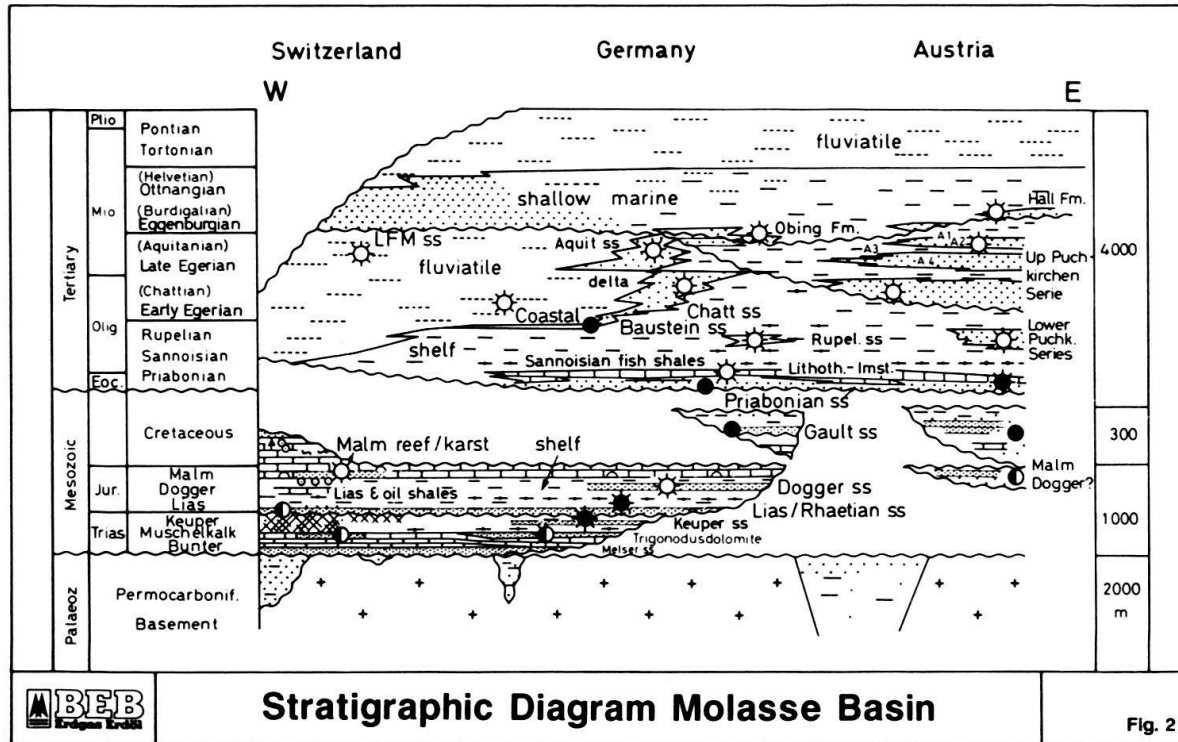 Switzerland Germany Austria
W E
Tertiary
Mesozoic
Palaeoz
Plio
Mio
Olig
Eoc.
Jur.
Trias
Pontian
Tortonian
(Helvetian)
Ottnangian
(Burdigalian)
Eggenburgian
(Aquitanian)
Late Egerian
(Chattian)
Early Egerian
Rupelian
Sannoisian
Priabonian
Cretaceous
Malm
Dogger
Lias
Keuper
Muschelkalk
Bunter
Permocarbonif.
Basement
fluviatile
shallow marine
Hall Fm.
LFM ss
Aquit ss
Obing Fm.
A1
A2
A3
A4
fluviatile
Up Puch-
kirchen
Serie
delta
Coastal
Chatt ss
Baustein ss
shelf
Rupel. ss
Lower
Puchk.
Series
Sannoisian fish shales
Lithoth.-lmst.
Priabonian ss
Gault ss
Malm reef/karst
shelf
Malm
Dogger?
Lias & oil shales
Dogger ss
Lias/Rhaetian ss
Keuper ss
Trigonodusdolomite
Melser ss
4000
300
1000
2000
m
BEB
Erdgas Erdöl
Stratigraphic Diagram Molasse Basin
Fig. 2